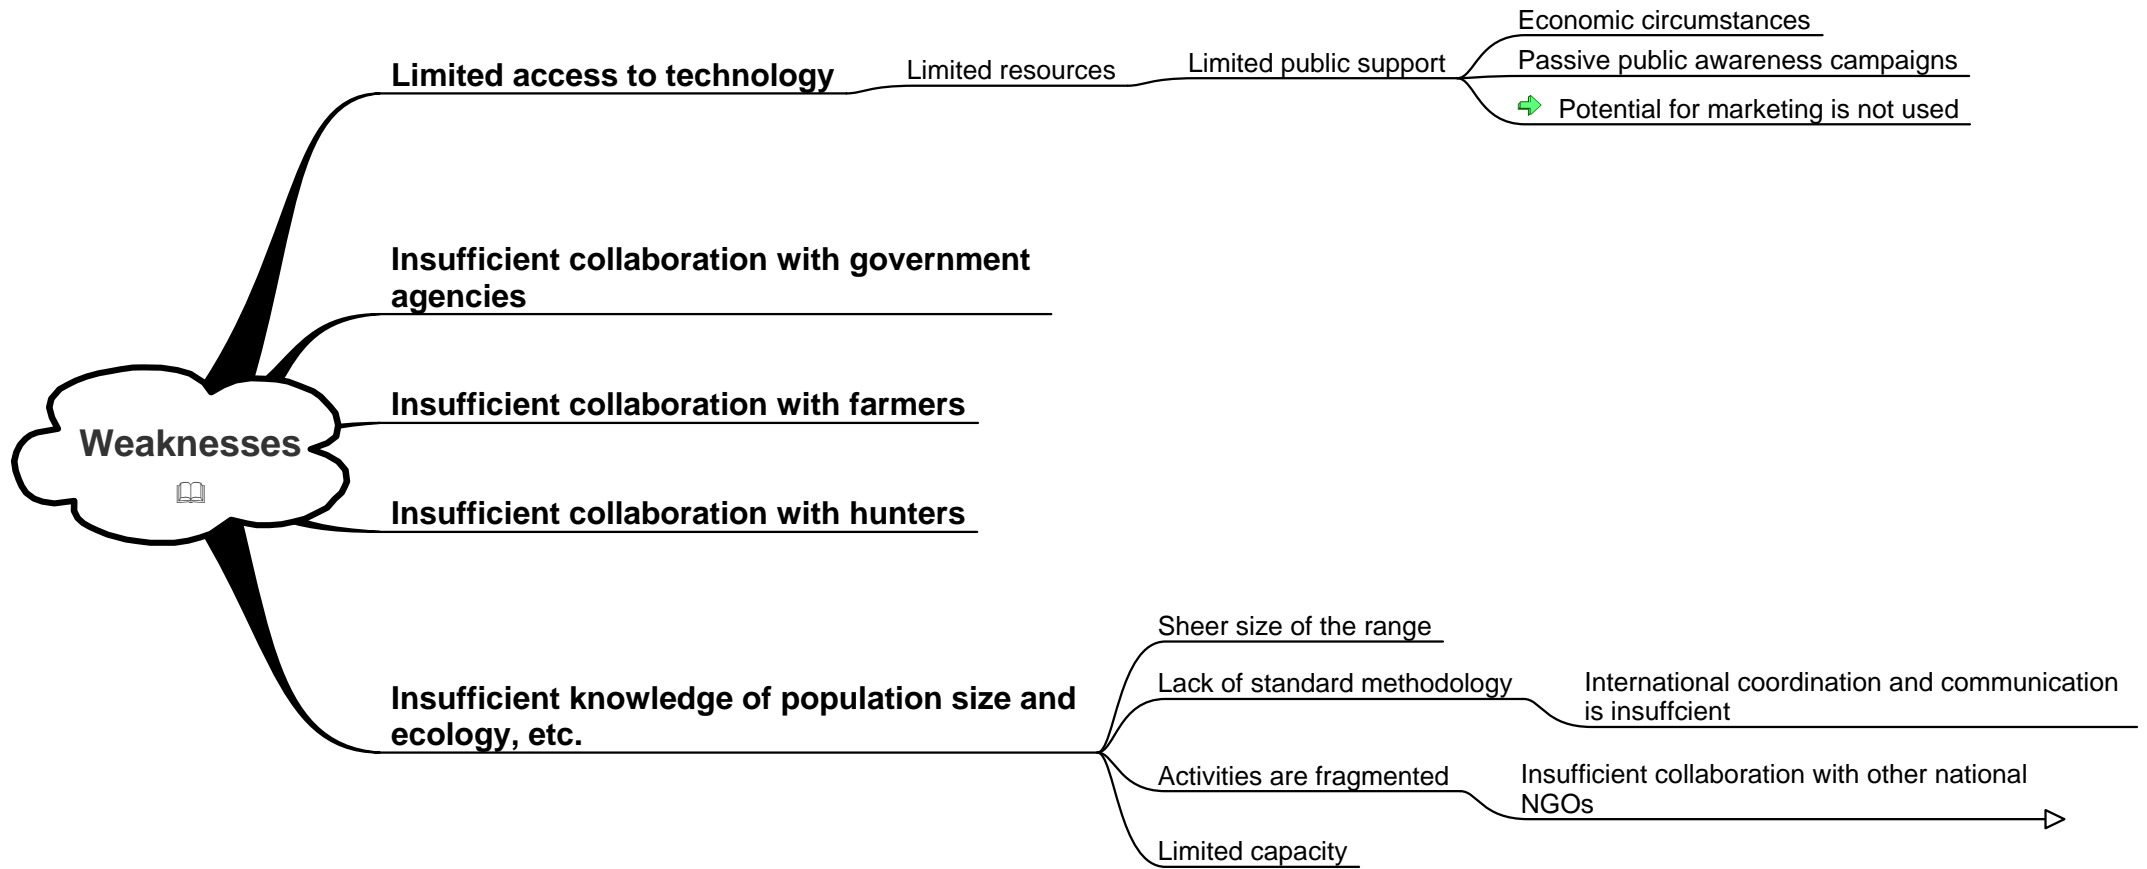 Weaknesses
Limited access to technology
Limited resources
Limited public support
Economic circumstances
Passive public awareness campaigns
Potential for marketing is not used
Insufficient collaboration with government
agencies
Insufficient collaboration with farmers
Insufficient collaboration with hunters
Insufficient knowledge of population size and
ecology, etc.
Sheer size of the range
Lack of standard methodology
International coordination and communication
is insuffcient
Activities are fragmented
Insufficient collaboration with other national
NGOs
Limited capacity